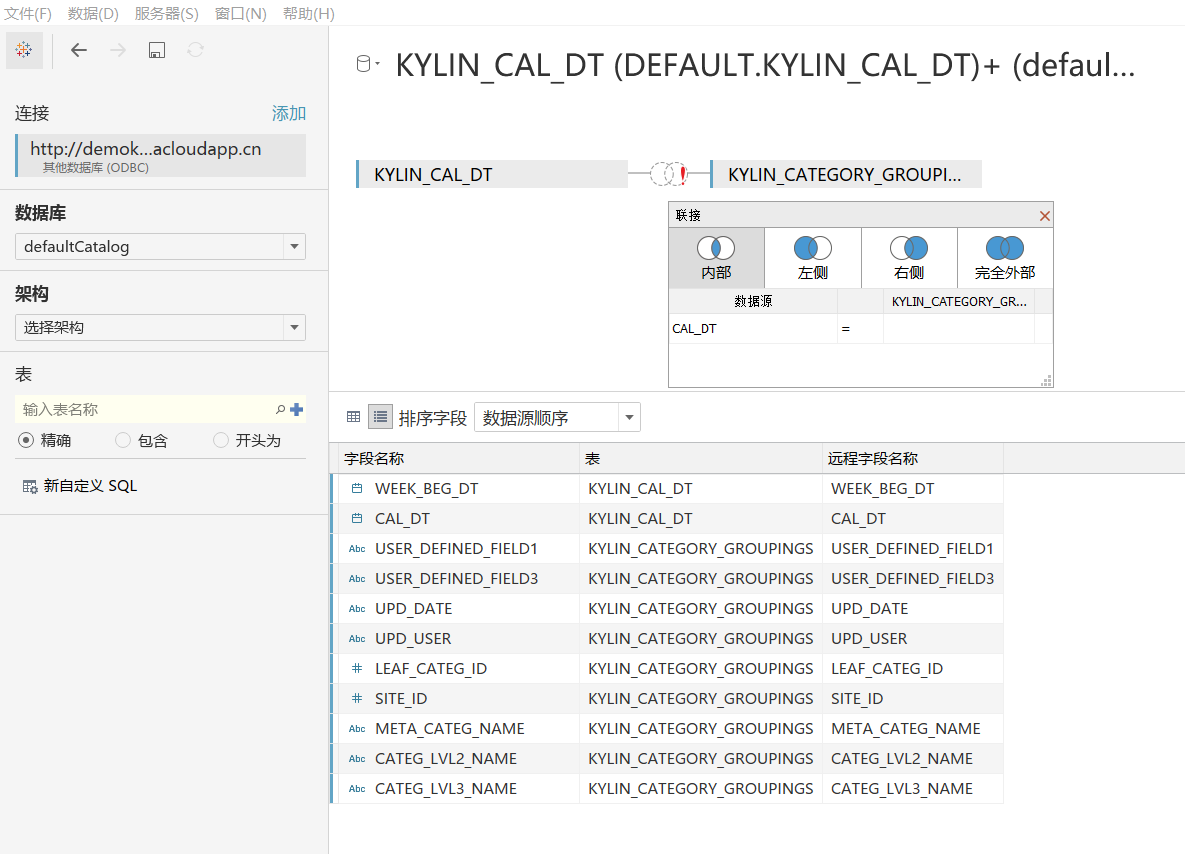 文件(F) 数据(D) 服务器(S) 窗口(N) 帮助(H)
连接 添加
http://demok...acloudapp.cn
其他数据库 (ODBC)
数据库
defaultCatalog
架构
选择架构
表
输入表名称
精确 包含 开头为
新自定义 SQL
KYLIN_CAL_DT (DEFAULT.KYLIN_CAL_DT)+ (defaul...
KYLIN_CAL_DT KYLIN_CATEGORY_GROUPI...
联接
内部 左侧 右侧 完全外部
数据源 KYLIN_CATEGORY_GR...
CAL_DT =
排序字段 数据源顺序
字段名称 表 远程字段名称
WEEK_BEG_DT KYLIN_CAL_DT WEEK_BEG_DT
CAL_DT KYLIN_CAL_DT CAL_DT
Abc USER_DEFINED_FIELD1 KYLIN_CATEGORY_GROUPINGS USER_DEFINED_FIELD1
Abc USER_DEFINED_FIELD3 KYLIN_CATEGORY_GROUPINGS USER_DEFINED_FIELD3
Abc UPD_DATE KYLIN_CATEGORY_GROUPINGS UPD_DATE
Abc UPD_USER KYLIN_CATEGORY_GROUPINGS UPD_USER
# LEAF_CATEG_ID KYLIN_CATEGORY_GROUPINGS LEAF_CATEG_ID
# SITE_ID KYLIN_CATEGORY_GROUPINGS SITE_ID
Abc META_CATEG_NAME KYLIN_CATEGORY_GROUPINGS META_CATEG_NAME
Abc CATEG_LVL2_NAME KYLIN_CATEGORY_GROUPINGS CATEG_LVL2_NAME
Abc CATEG_LVL3_NAME KYLIN_CATEGORY_GROUPINGS CATEG_LVL3_NAME